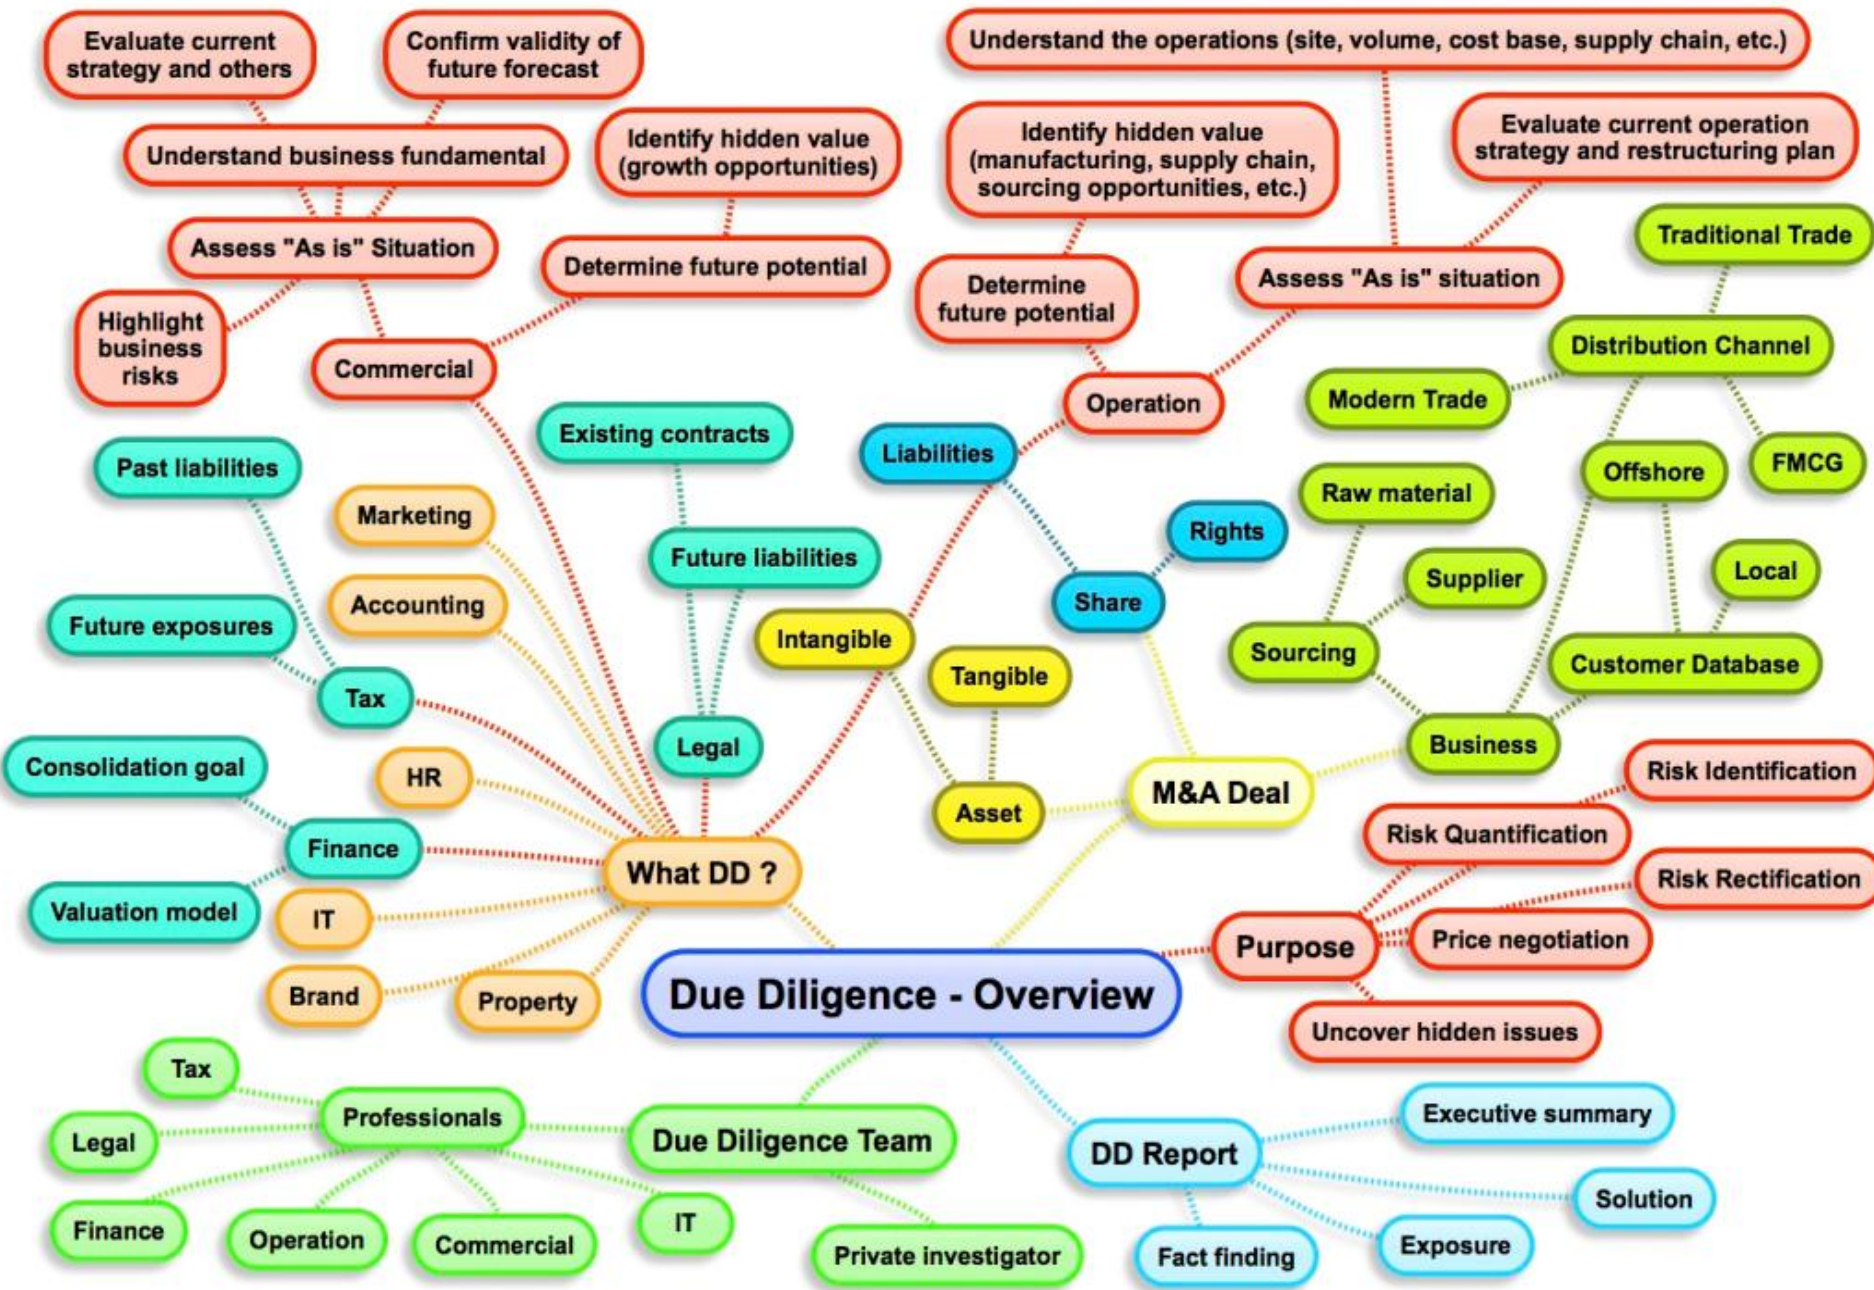 Evaluate current
strategy and others
Confirm validity of
future forecast
Understand the operations (site, volume, cost base, supply chain, etc.)
Understand business fundamental
Identify hidden value
(growth opportunities)
Identify hidden value
(manufacturing, supply chain,
sourcing opportunities, etc.)
Evaluate current operation
strategy and restructuring plan
Assess "As is" Situation
Determine future potential
Determine
future potential
Assess "As is" situation
Traditional Trade
Highlight
business
risks
Commercial
Operation
Distribution Channel
Modern Trade
Past liabilities
Existing contracts
Liabilities
Raw material
Offshore
FMCG
Marketing
Future liabilities
Rights
Supplier
Local
Future exposures
Accounting
Intangible
Share
Tangible
Sourcing
Customer Database
Tax
Legal
Business
Consolidation goal
HR
Asset
M&A Deal
Risk Identification
Finance
What DD ?
Risk Quantification
Risk Rectification
Valuation model
IT
Purpose
Price negotiation
Brand
Property
Due Diligence - Overview
Uncover hidden issues
Tax
Professionals
Legal
Due Diligence Team
DD Report
Executive summary
Solution
Finance
Operation
Commercial
IT
Private investigator
Fact finding
Exposure